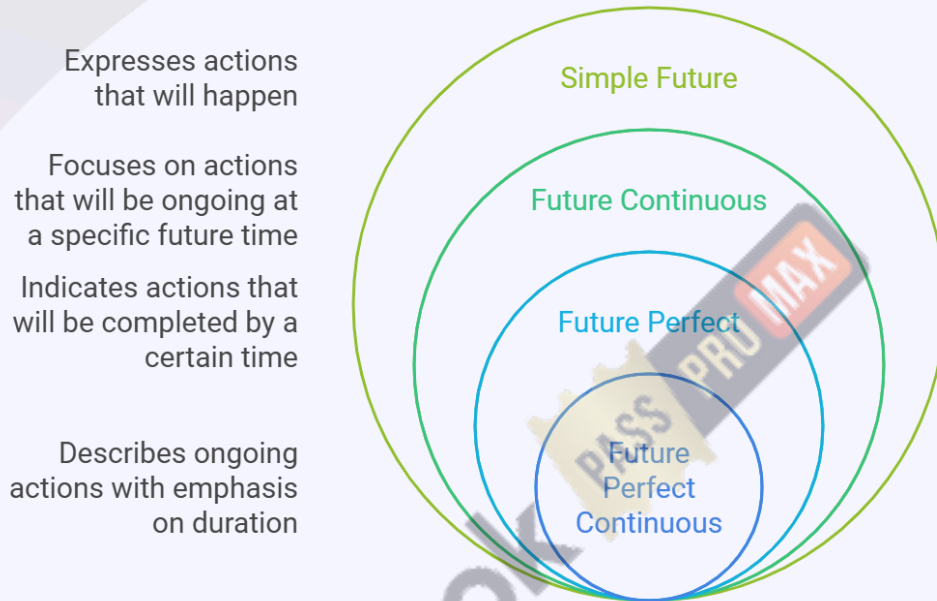 Expresses actions
that will happen
Simple Future
Focuses on actions
that will be ongoing at
a specific future time
Future Continuous
Indicates actions that
will be completed by a
certain time
Future Perfect
Describes ongoing
actions with emphasis
on duration
Future
Perfect
Continuous
ok
PASS
PRO
MAX